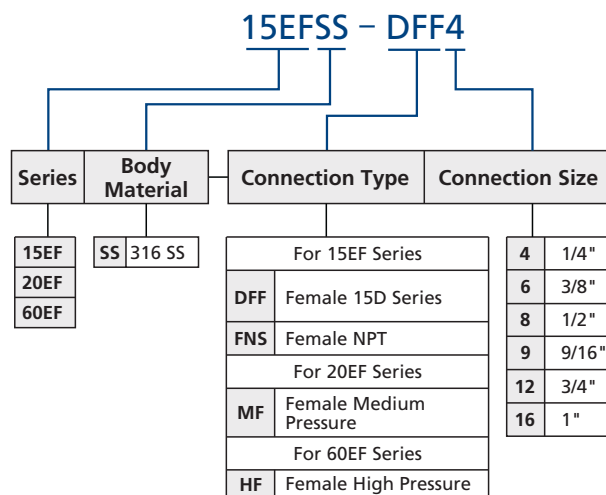 15EFSS – DFF4
Series
Body
Material
Connection Type
Connection Size
15EF
20EF
60EF
SS 316 SS
For 15EF Series
DFF Female 15D Series
FNS Female NPT
For 20EF Series
MF Female Medium
Pressure
For 60EF Series
HF Female High Pressure
4 1/4"
6 3/8"
8 1/2"
9 9/16"
12 3/4"
16 1"